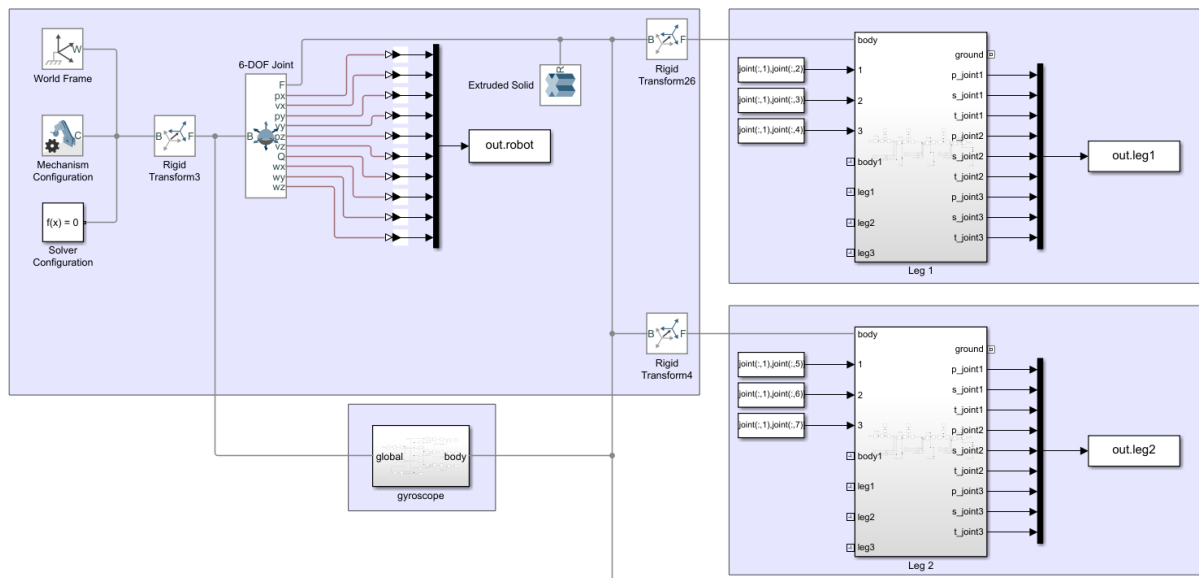 W
World Frame
C
Mechanism
Configuration
f(x) = 0
Solver
Configuration
B
F
Rigid
Transform3
6-DOF Joint
B
F
px
vx
py
vy
pz
vz
Q
wx
wy
wz
out.robot
Extruded Solid
R
B
F
Rigid
Transform26
B
F
Rigid
Transform4
global
body
gyroscope
joint(:,1),joint(:,2)
joint(:,1),joint(:,3)
joint(:,1),joint(:,4)
body
1
2
3
body1
leg1
leg2
leg3
ground
p_joint1
s_joint1
t_joint1
p_joint2
s_joint2
t_joint2
p_joint3
s_joint3
t_joint3
Leg 1
out.leg1
joint(:,1),joint(:,5)
joint(:,1),joint(:,6)
joint(:,1),joint(:,7)
body
1
2
3
body1
leg1
leg2
leg3
ground
p_joint1
s_joint1
t_joint1
p_joint2
s_joint2
t_joint2
p_joint3
s_joint3
t_joint3
Leg 2
out.leg2